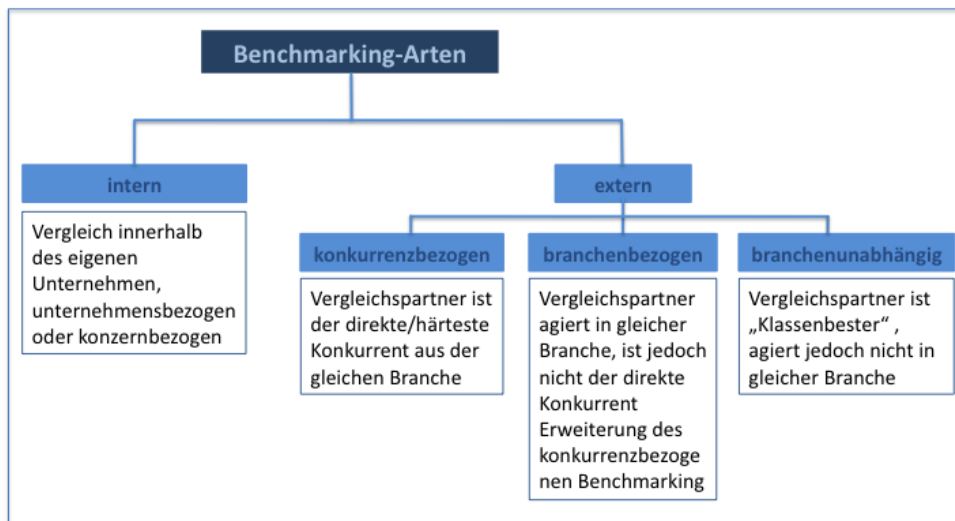 Benchmarking-Arten
intern
extern
Vergleich innerhalb
des eigenen
Unternehmen,
unternehmensbezogen
oder konzernbezogen
konkurrenzbezogen
Vergleichspartner ist
der direkte/härteste
Konkurrent aus der
gleichen Branche
branchenbezogen
Vergleichspartner
agiert in gleicher
Branche, ist jedoch
nicht der direkte
Konkurrent
Erweiterung des
konkurrenzbezoge
nen Benchmarking
branchenunabhängig
Vergleichspartner ist
„Klassenbester“ ,
agiert jedoch nicht in
gleicher Branche